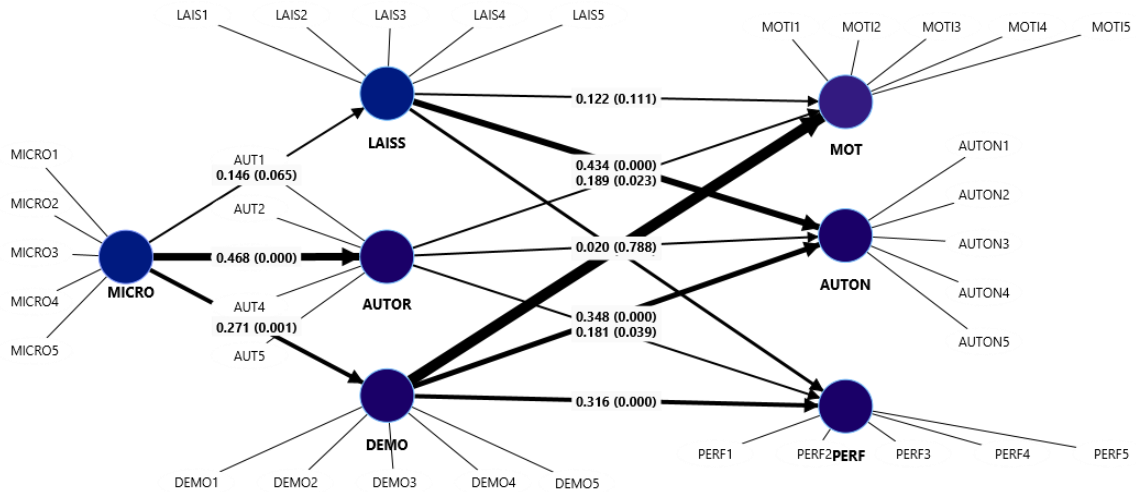 LAIS1
LAIS2
LAIS3
LAIS4
LAIS5
MOTI1
MOTI2
MOTI3
MOTI4
MOTI5
LAISS
0.122 (0.111)
MOT
MICRO1
MICRO2
MICRO3
MICRO4
MICRO5
MICRO
AUT1
0.146 (0.065)
AUT2
0.468 (0.000)
AUT4
0.271 (0.001)
AUT5
AUTOR
0.434 (0.000)
0.189 (0.023)
0.020 (0.788)
0.348 (0.000)
0.181 (0.039)
0.316 (0.000)
AUTON1
AUTON2
AUTON3
AUTON4
AUTON5
AUTON
DEMO
DEMO1
DEMO2
DEMO3
DEMO4
DEMO5
PERF1
PERF2
PERF
PERF3
PERF4
PERF5